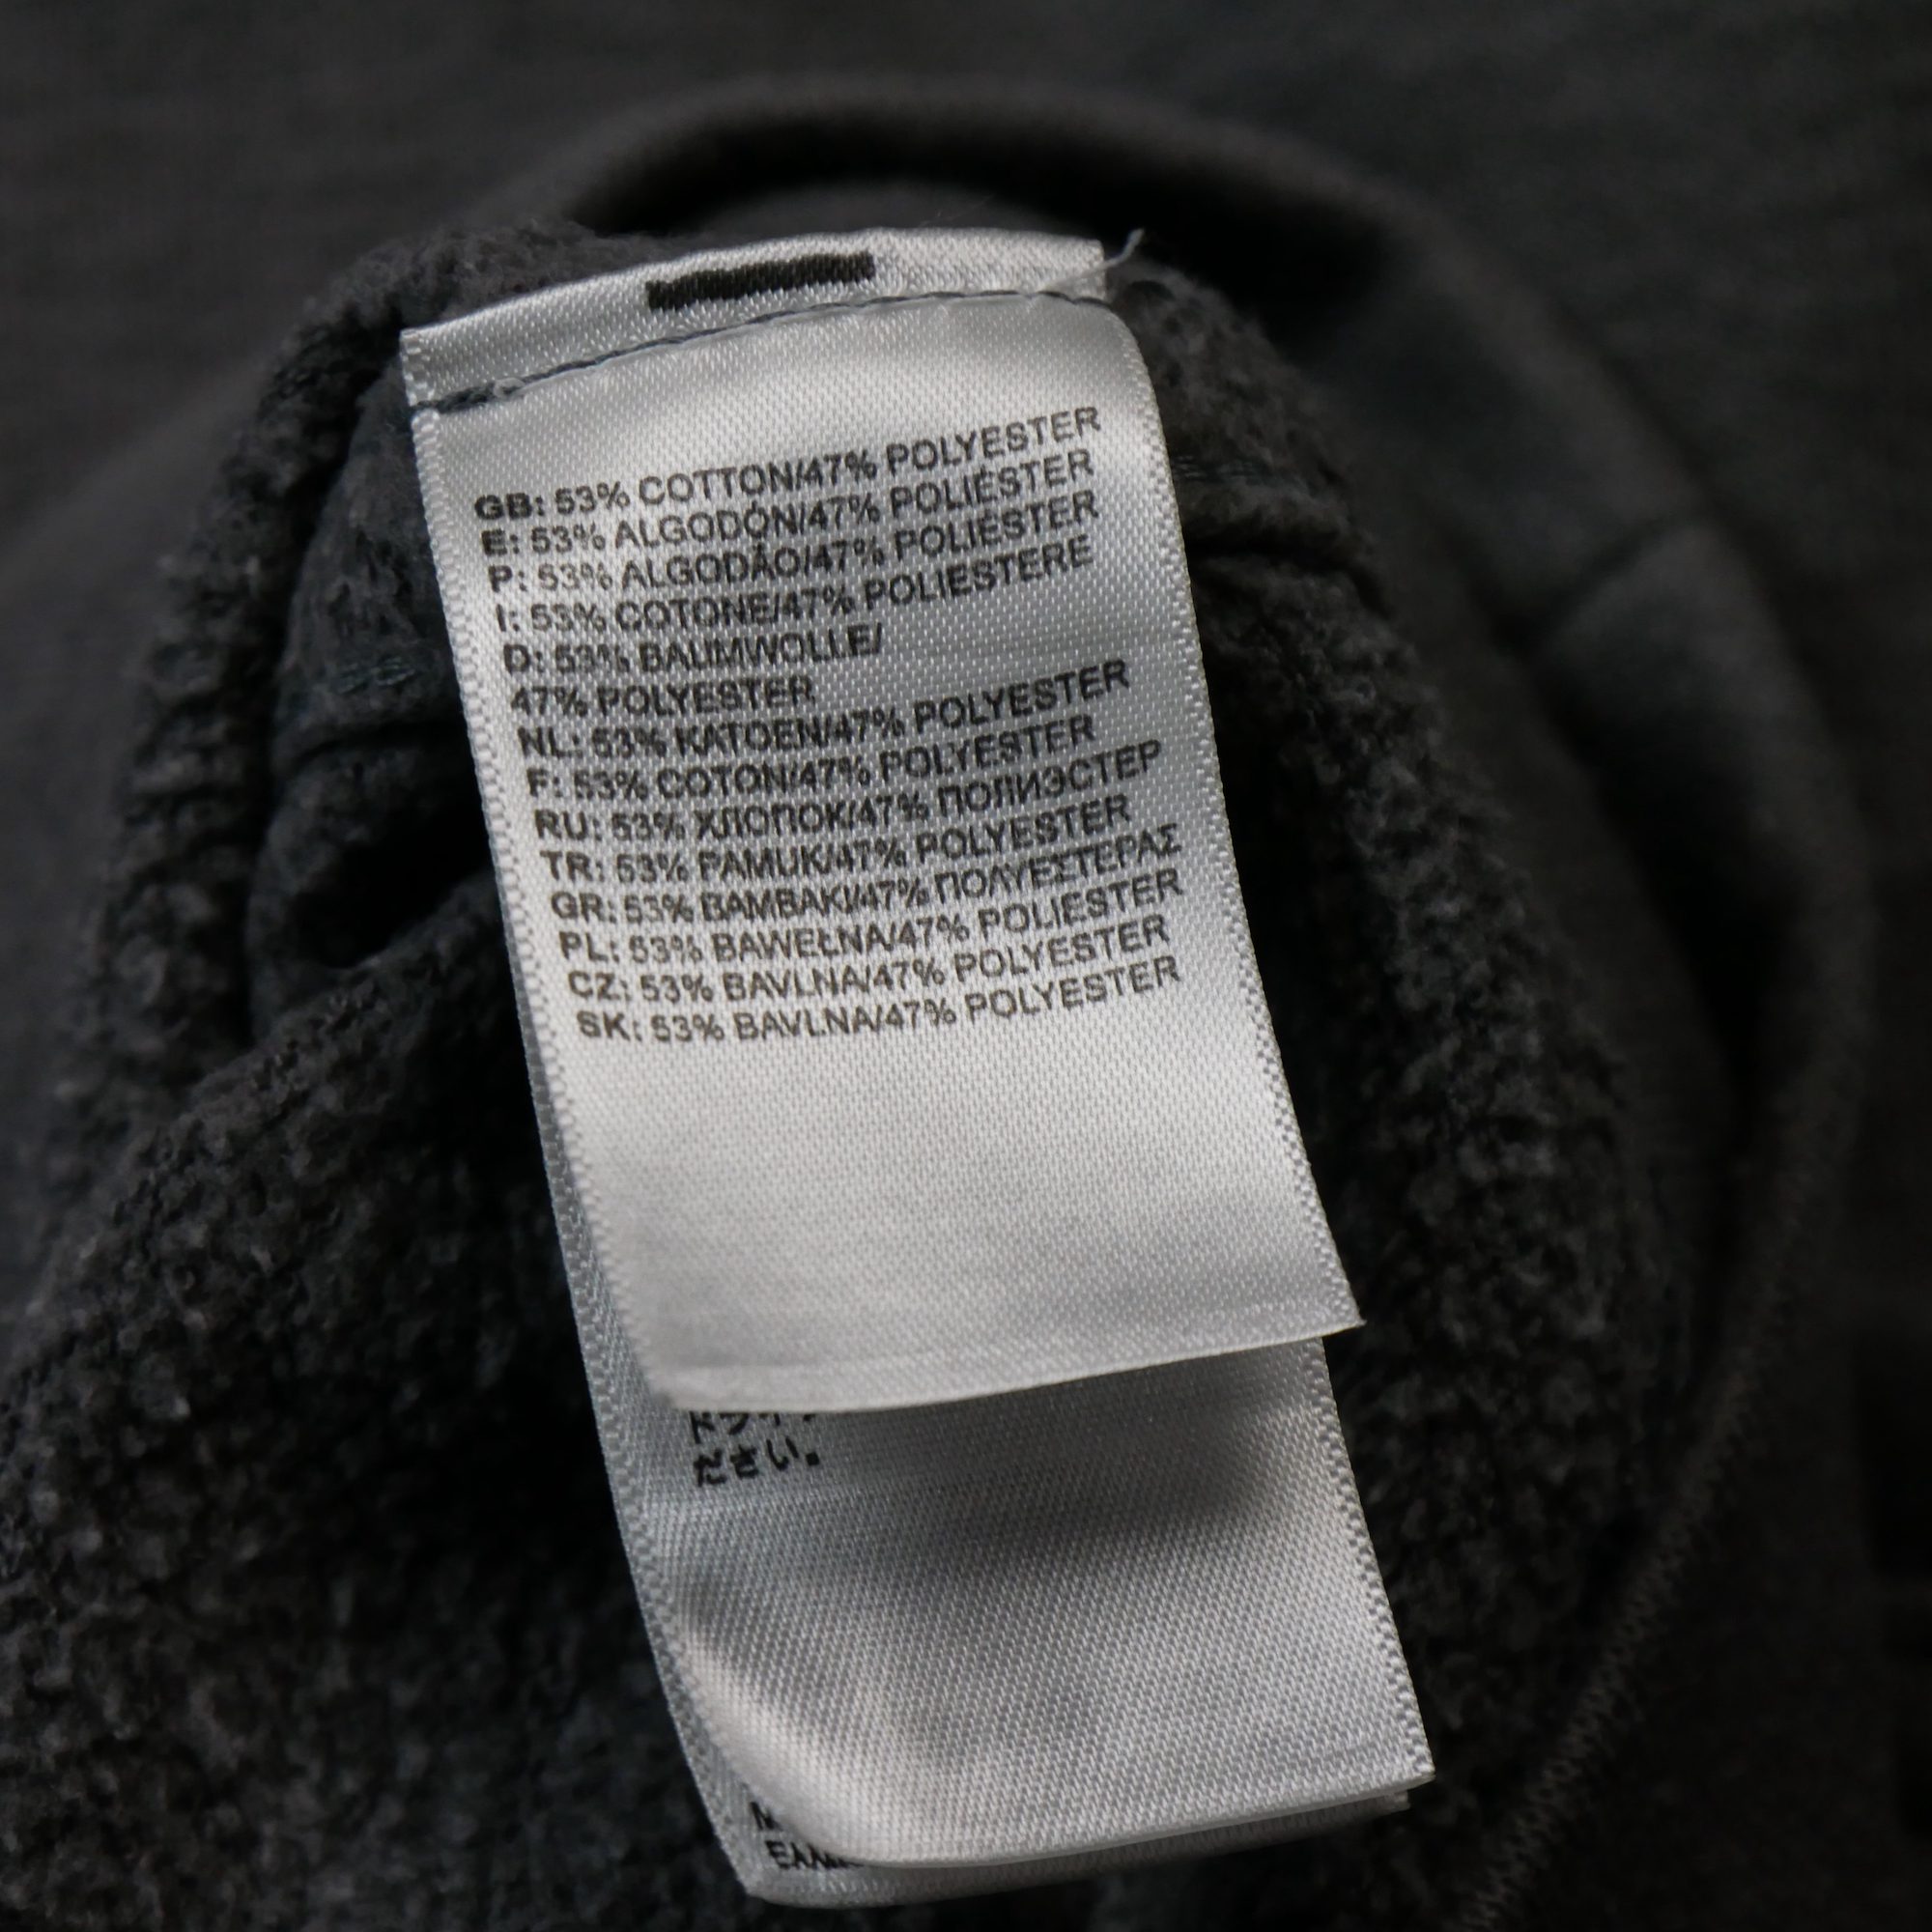 GB: 53% COTTON/47% POLYESTER
E: 53% ALGODÓN/47% POLIÉSTER
P: 53% ALGODÃO/47% POLIÉSTER
I: 53% COTONE/47% POLIESTERE
D: 53% BAUMWOLLE/
47% POLYESTER
NL: 53% KATOEN/47% POLYESTER
F: 53% COTON/47% POLYESTER
RU: 53% ХЛОПОК/47% ПОЛИЭСТЕР
TR: 53% PAMUK/47% POLYESTER
GR: 53% ΒΑΜΒΑΚΙ/47% ΠΟΛΥΕΣΤΕΡΑΣ
PL: 53% BAWEŁNA/47% POLIESTER
CZ: 53% BAVLNA/47% POLYESTER
SK: 53% BAVLNA/47% POLYESTER
ださい。